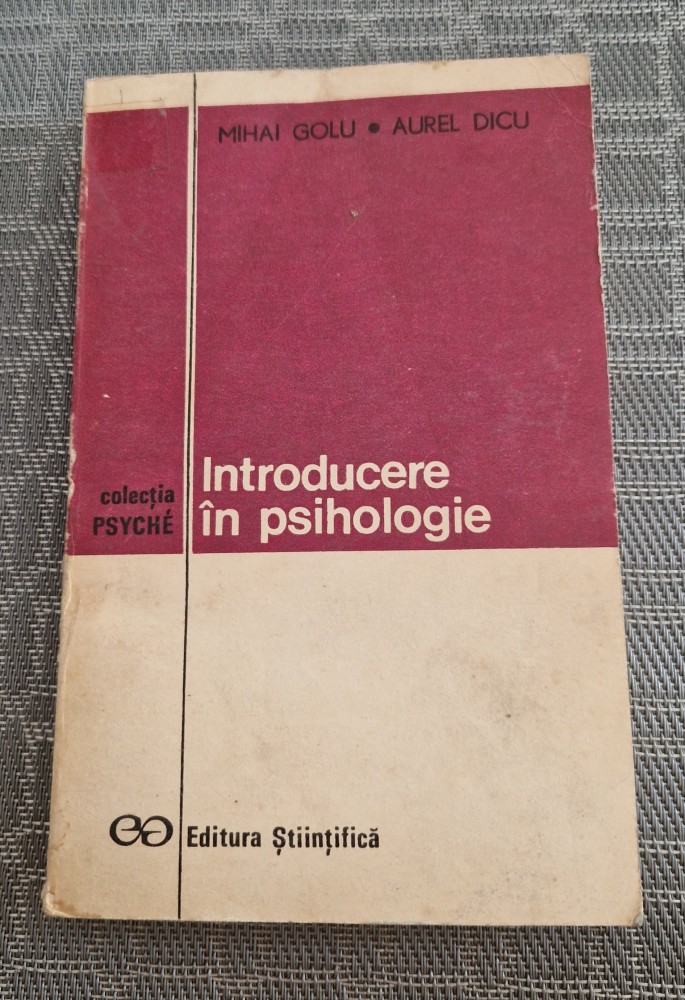 MIHAI GOLU • AUREL DICU
Introducere
în psihologie
colecția
PSYCHÉ
Editura Științifică